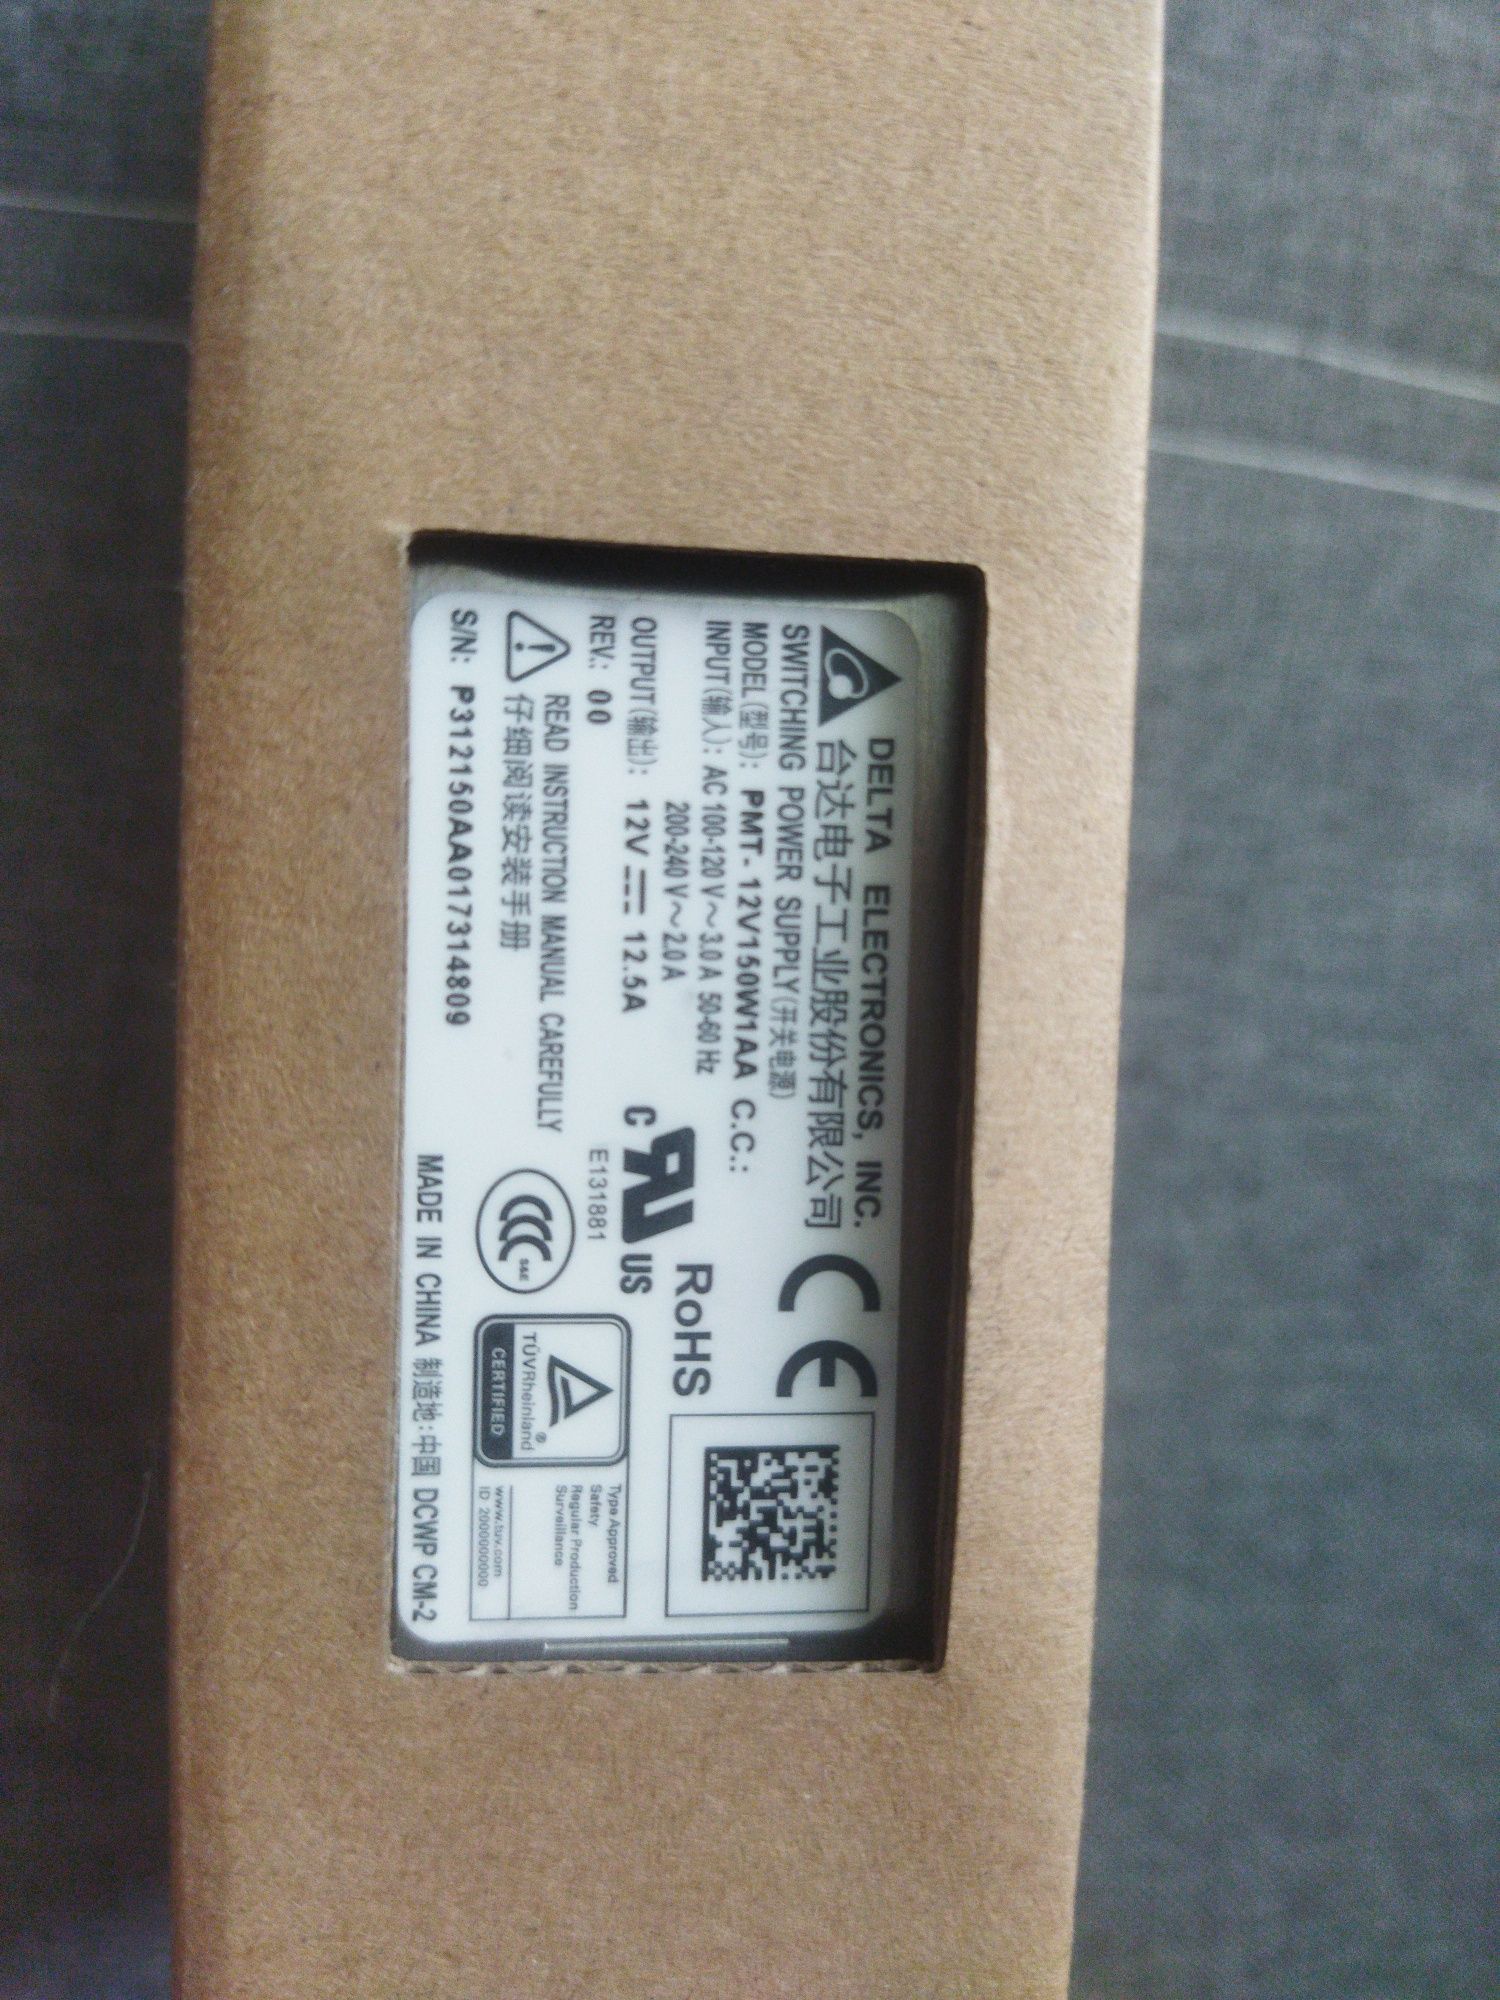 DELTA ELECTRONICS, INC.
台达电子工业股份有限公司
SWITCHING POWER SUPPLY(开关电源)
MODEL(型号): PMT-12V150W1AA C.C.:
INPUT(输入): AC 100-120 V~3.0 A 50-60 Hz
200-240 V~2.0 A
OUTPUT(输出): 12V 12.5A
REV.: 00
READ INSTRUCTION MANUAL CAREFULLY
仔细阅读安装手册
S/N: P312150AA017314809
CE
RoHS
C RU US
E131881
CCC S&E
TÜVRheinland®
CERTIFIED
Type Approved
Safety
Regular Production
Surveillance
www.tuv.com
ID 2000000000
MADE IN CHINA 制造地:中国 DCWP CM-2